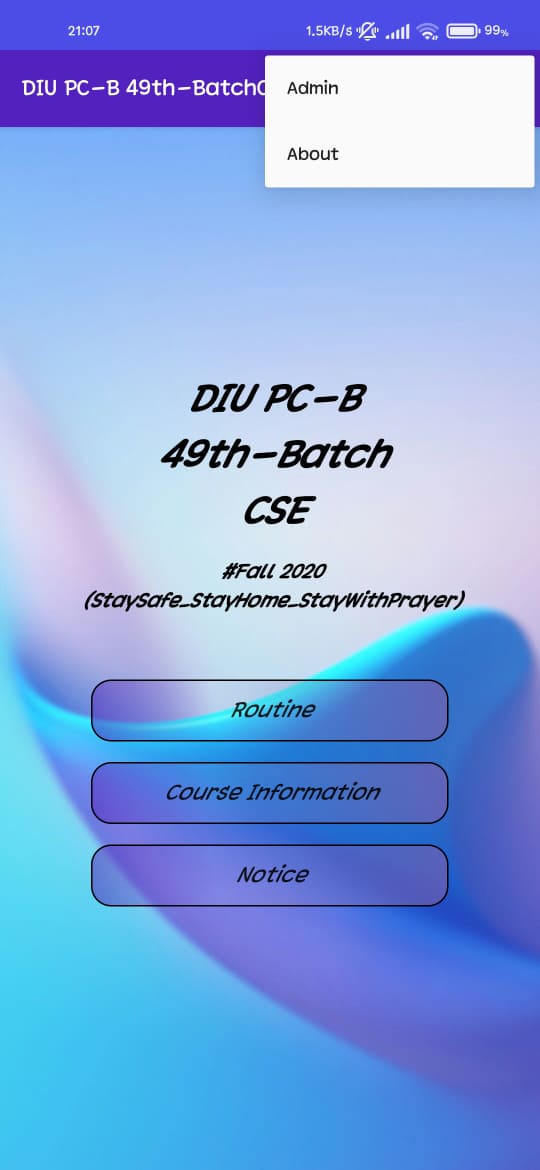 21:07 1.5KB/s 99%
DIU PC-B 49th-Batch
Admin
About
DIU PC-B
49th-Batch
CSE
#Fall 2020
(StaySafe_StayHome_StayWithPrayer)
Routine
Course Information
Notice